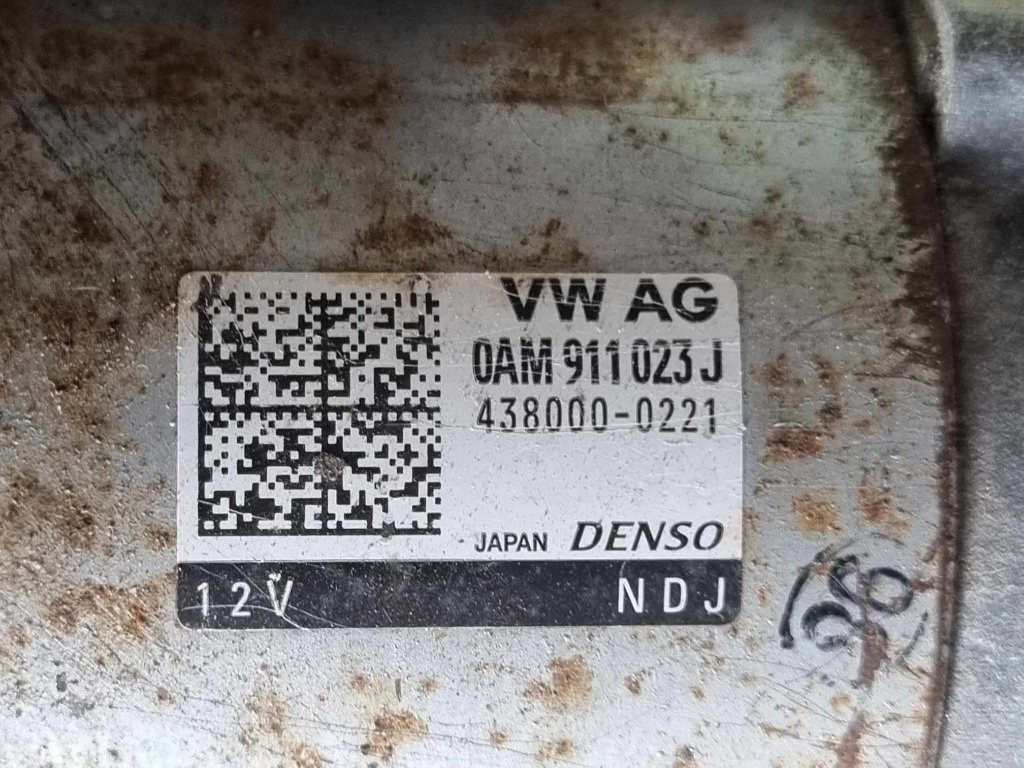 VW AG
0AM 911 023 J
438000-0221
JAPAN DENSO
12V NDJ